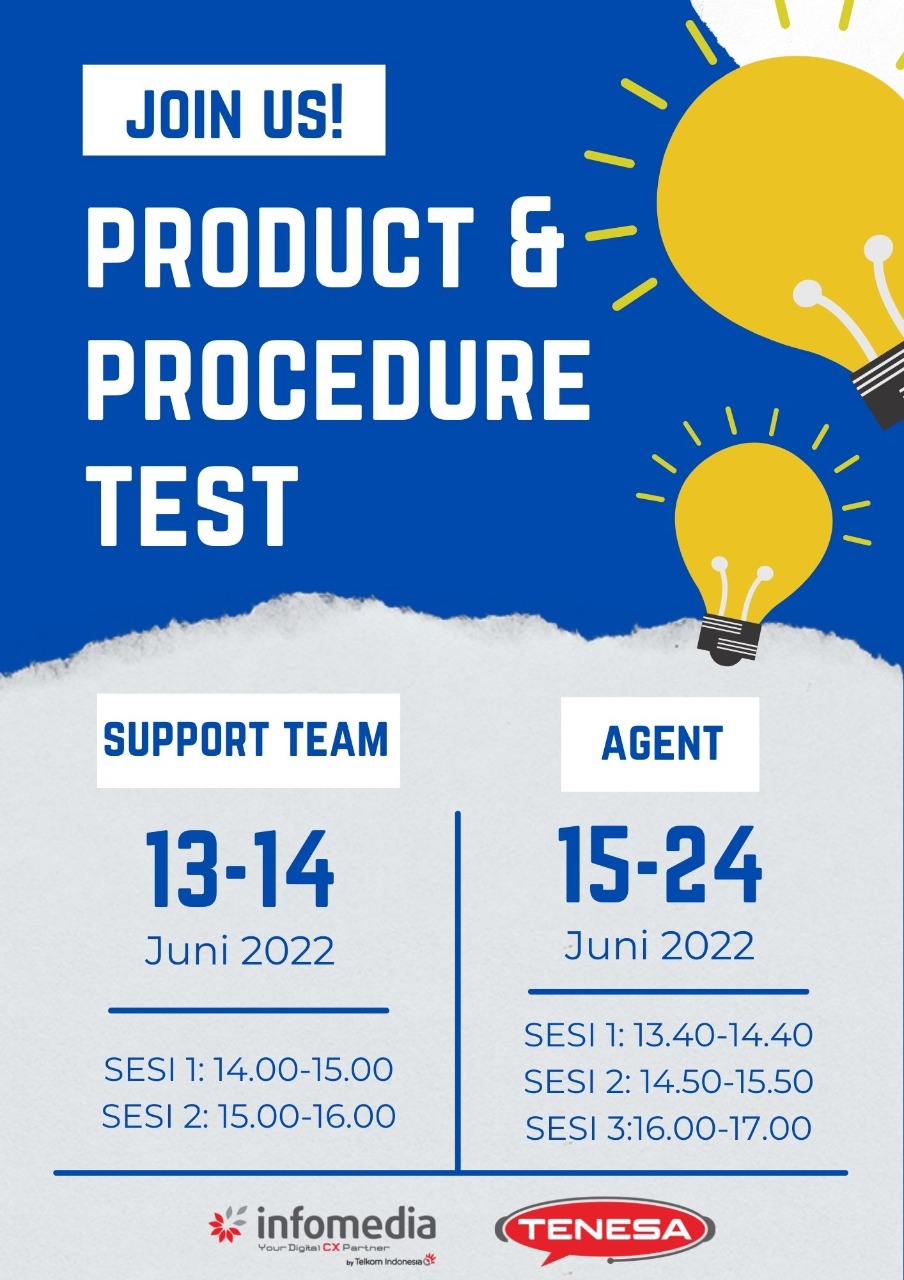 JOIN US!
PRODUCT &
PROCEDURE
TEST
SUPPORT TEAM
13-14
Juni 2022
SESI 1: 14.00-15.00
SESI 2: 15.00-16.00
AGENT
15-24
Juni 2022
SESI 1: 13.40-14.40
SESI 2: 14.50-15.50
SESI 3:16.00-17.00
infomedia
Your Digital CX Partner
by Telkom Indonesia
TENESA